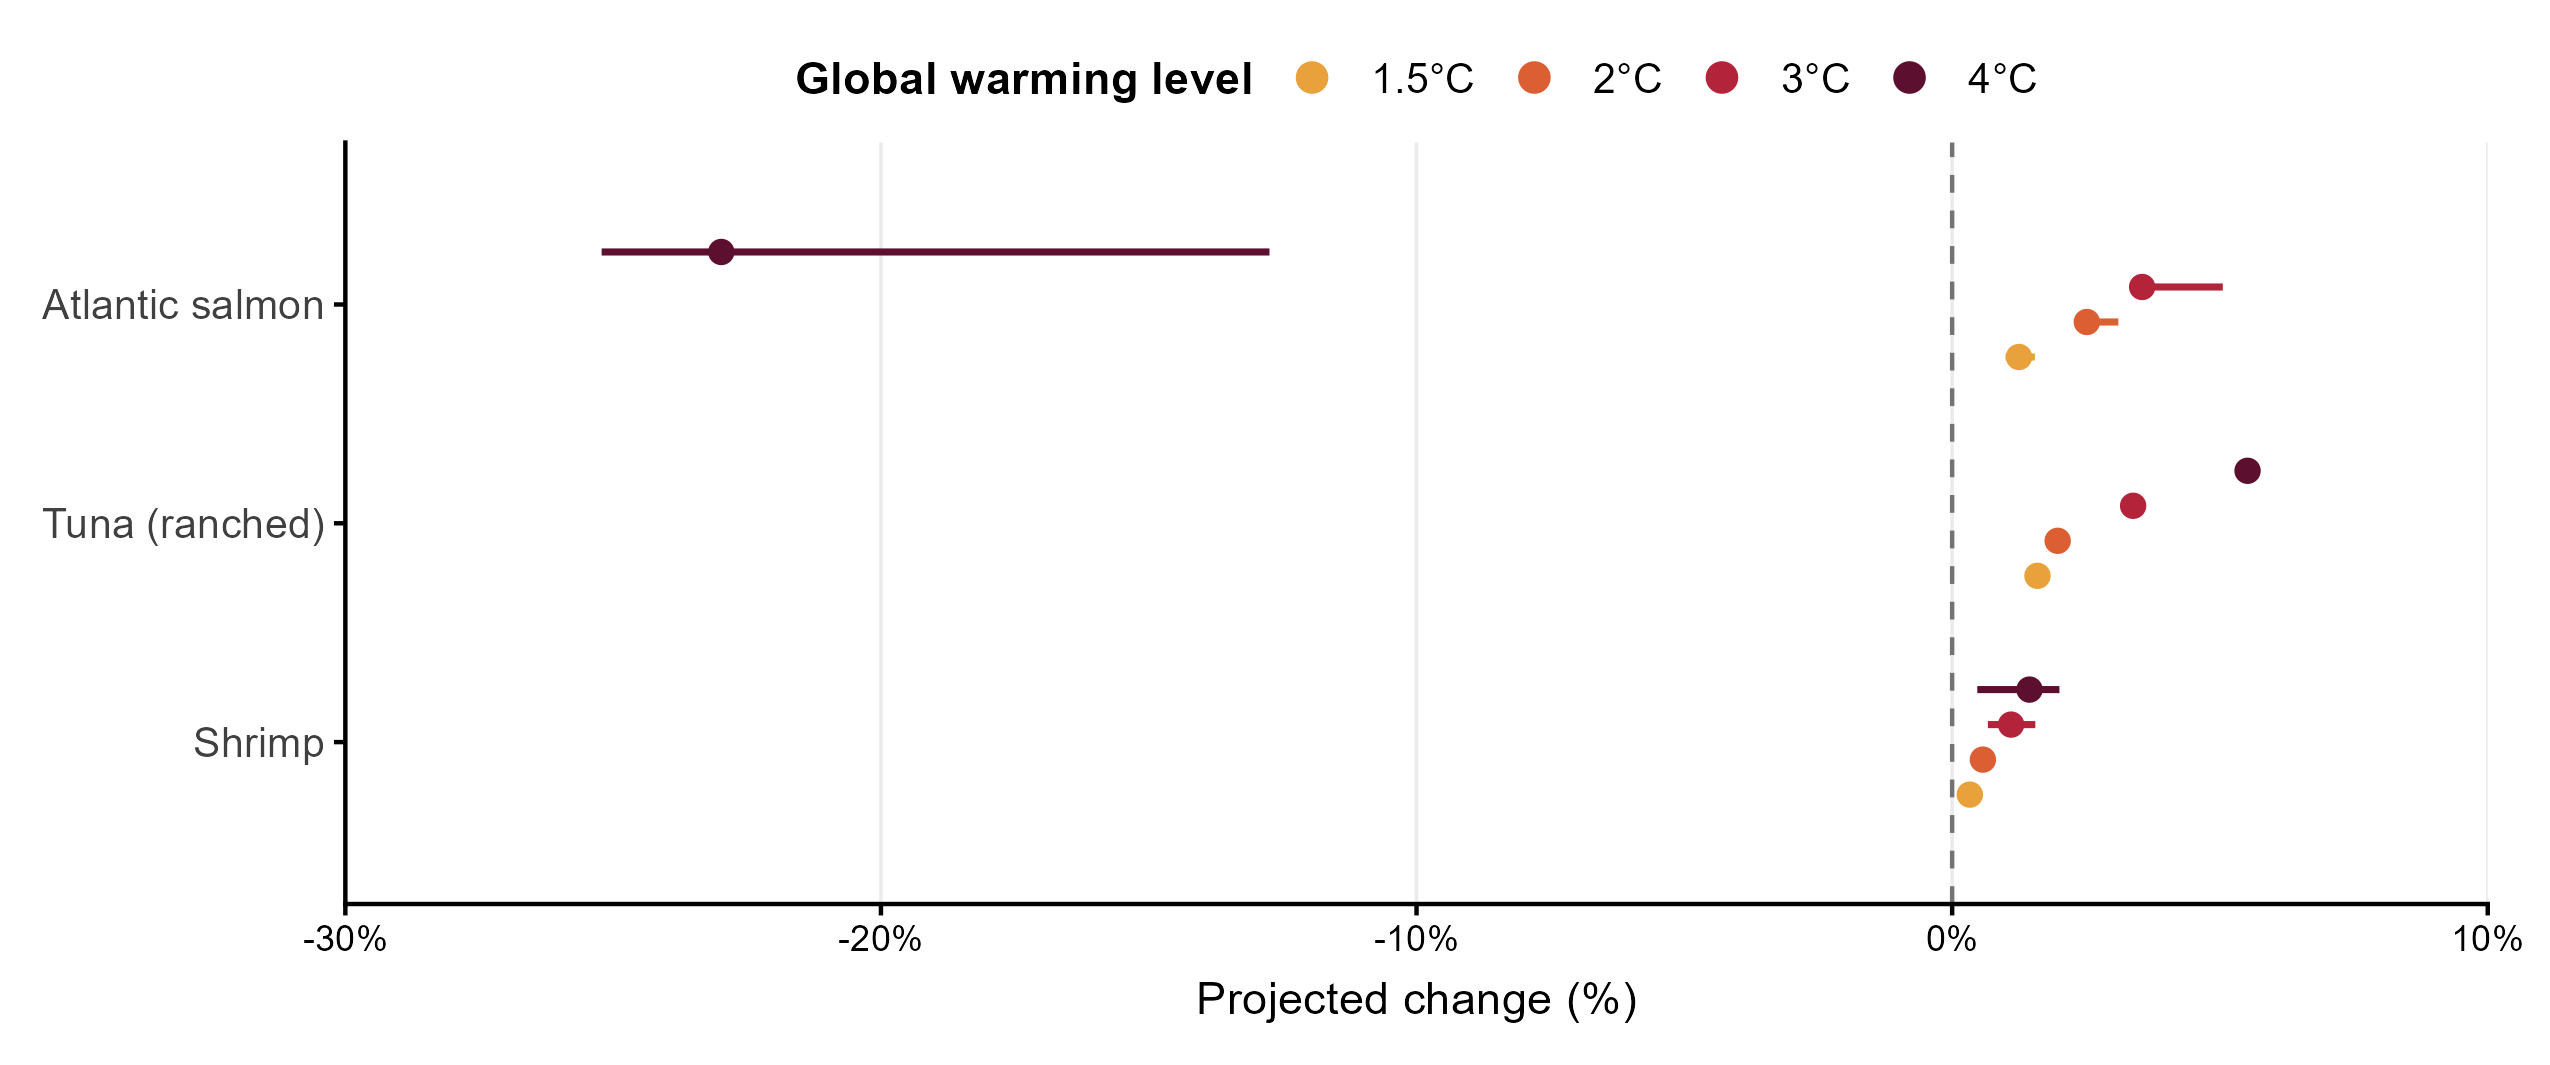 Global warming level 1.5°C 2°C 3°C 4°C
Atlantic salmon
Tuna (ranched)
Shrimp
-30% -20% -10% 0% 10%
Projected change (%)